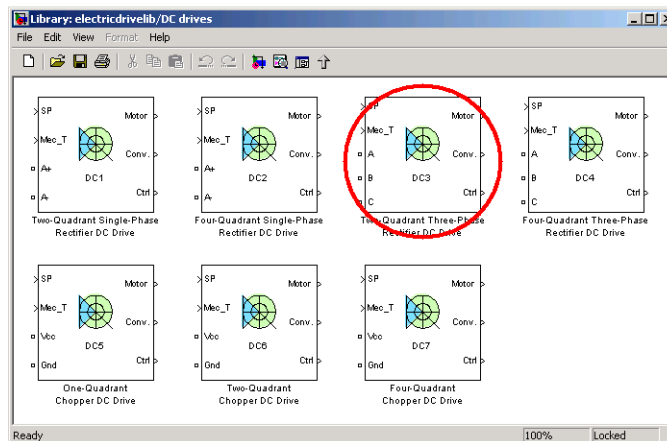 Library: electricdrivelib/DC drives
File Edit View Format Help
SP
Mec_T
A+
A-
Motor
Conv.
Ctrl
DC1
Two-Quadrant Single-Phase
Rectifier DC Drive
SP
Mec_T
A+
A-
Motor
Conv.
Ctrl
DC2
Four-Quadrant Single-Phase
Rectifier DC Drive
SP
Mec_T
A
B
C
Motor
Conv.
Ctrl
DC3
Two-Quadrant Three-Phase
Rectifier DC Drive
SP
Mec_T
A
B
C
Motor
Conv.
Ctrl
DC4
Four-Quadrant Three-Phase
Rectifier DC Drive
SP
Mec_T
Vcc
Gnd
Motor
Conv.
Ctrl
DC5
One-Quadrant
Chopper DC Drive
SP
Mec_T
Vcc
Gnd
Motor
Conv.
Ctrl
DC6
Two-Quadrant
Chopper DC Drive
SP
Mec_T
Vcc
Gnd
Motor
Conv.
Ctrl
DC7
Four-Quadrant
Chopper DC Drive
Ready 100% Locked